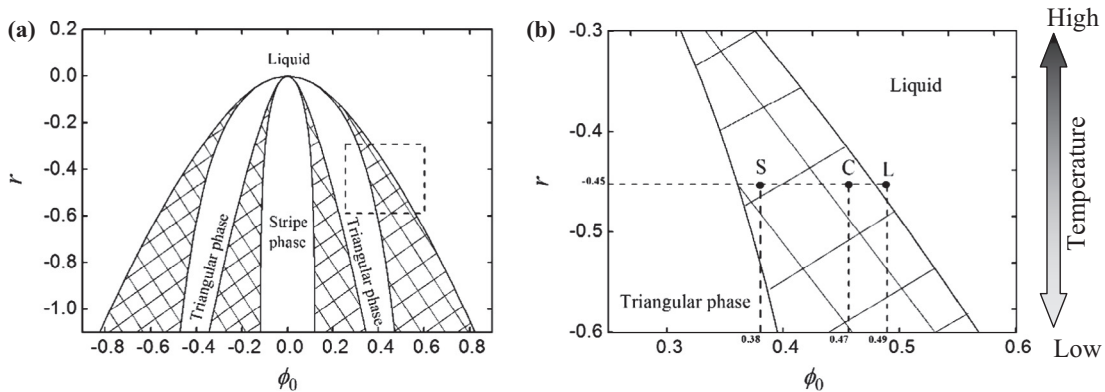 (a)
0.2
0.0
-0.2
-0.4
-0.6
-0.8
-1.0
r
Liquid
Triangular phase
Stripe
phase
Triangular phase
-0.8 -0.6 -0.4 -0.2 0.0 0.2 0.4 0.6 0.8
ϕ0
(b)
-0.3
-0.4
-0.45
-0.5
-0.6
r
Liquid
S C L
Triangular phase
0.38 0.47 0.49
0.3 0.4 0.5 0.6
ϕ0
High
Temperature
Low